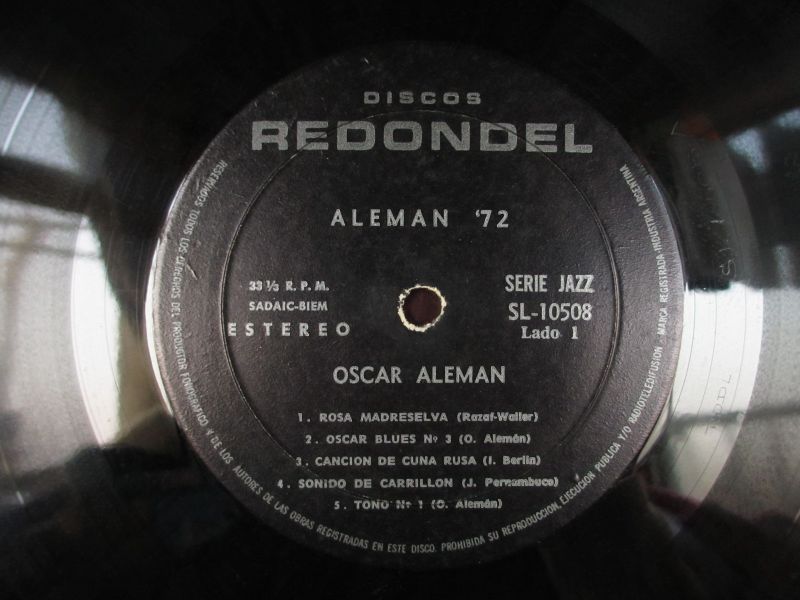 DISCOS
REDONDEL
ALEMAN '72
33 ⅓ R. P. M.
SADAIC-BIEM
ESTEREO
SERIE JAZZ
SL-10508
Lado 1
OSCAR ALEMAN
1. ROSA MADRESELVA (Razaf-Waller)
2. OSCAR BLUES Nº 3 (O. Alemán)
3. CANCION DE CUNA RUSA (I. Berlin)
4. SONIDO DE CARRILLON (J. Pernambuco)
5. TONO Nº 1 (O. Alemán)
RESERVADOS TODOS LOS DERECHOS DEL PRODUCTOR FONOGRAFICO Y DE LOS AUTORES DE LAS OBRAS REGISTRADAS EN ESTE DISCO. PROHIBIDA SU REPRODUCCION, EJECUCION PUBLICA Y/O RADIOTELEDIFUSION - MARCA REGISTRADA INDUSTRIA ARGENTINA